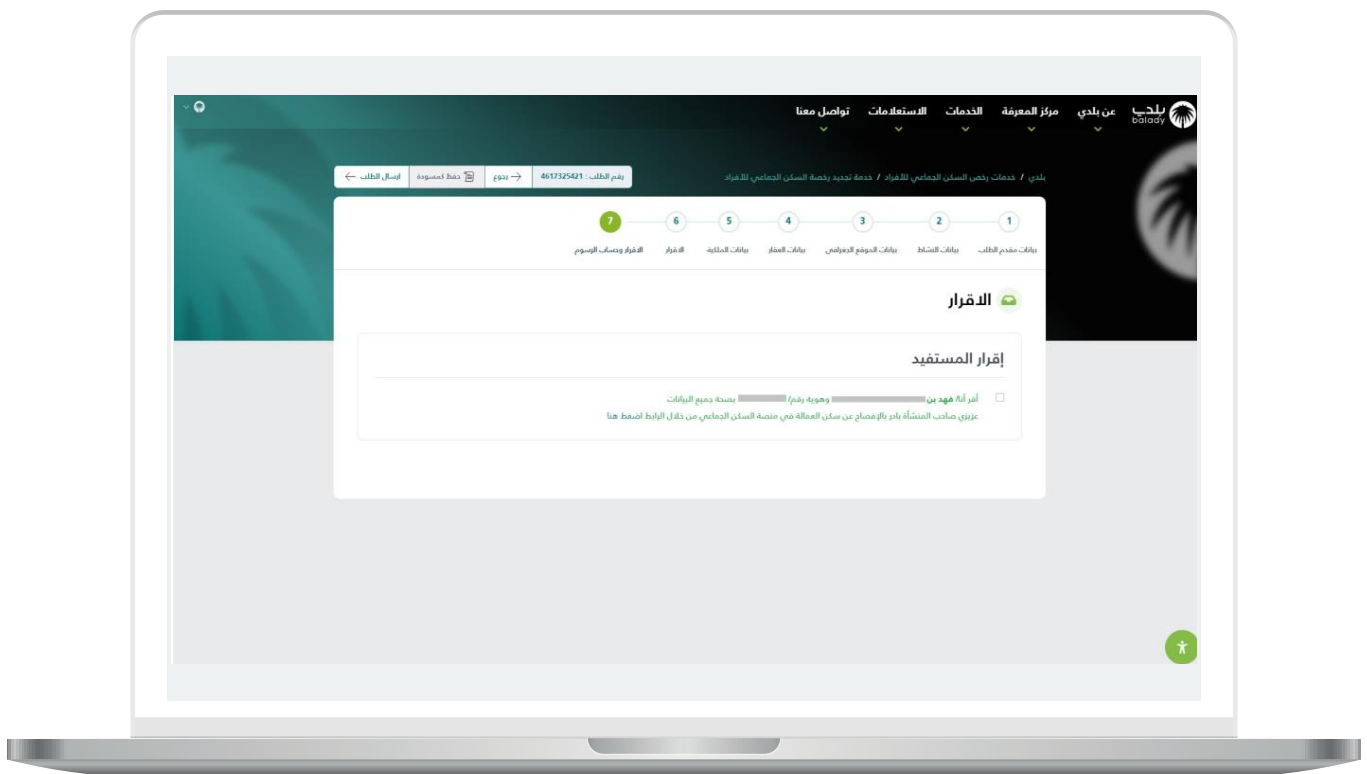 بلدي
balady
عن بلدي
مركز المعرفة
الخدمات
الاستعلامات
تواصل معنا
بلدي / خدمات رخص السكن الجماعي للأفراد / خدمة تجديد رخصة السكن الجماعي للأفراد
رقم الطلب : 4617325421
رجوع
حفظ كمسودة
ارسال الطلب
1
2
3
4
5
6
7
بيانات مقدم الطلب
بيانات النشاط
بيانات الموقع الجغرافي
بيانات العقار
بيانات الملكية
الاقرار
الاقرار وحساب الرسوم
الاقرار
إقرار المستفيد
أقر أنا/ فهد بن وهوية رقم/ بصحة جميع البيانات
عزيزي صاحب المنشأة بادر بالإفصاح عن سكن العمالة في منصة السكن الجماعي من خلال الرابط اضغط هنا